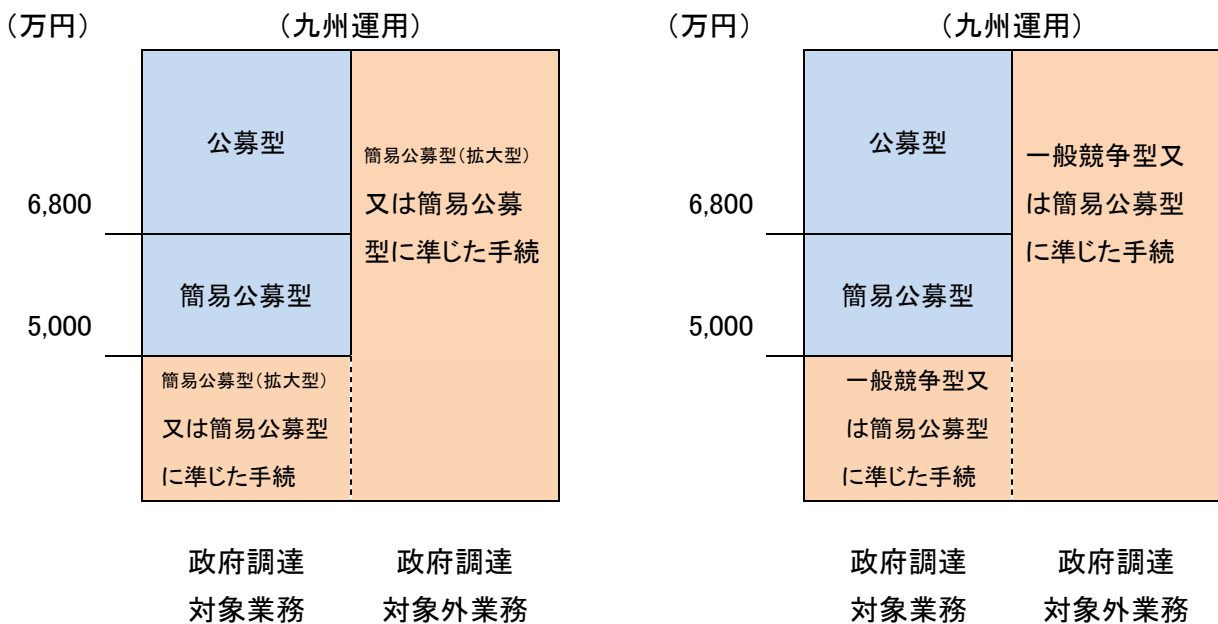 （万円）
（九州運用）
公募型
6,800
簡易公募型（拡大型）
又は簡易公募
型に準じた手続
簡易公募型
5,000
簡易公募型（拡大型）
又は簡易公募型
に準じた手続
政府調達
対象業務
政府調達
対象外業務
（万円）
（九州運用）
公募型
6,800
一般競争型又
は簡易公募型
に準じた手続
簡易公募型
5,000
一般競争型又
は簡易公募型
に準じた手続
政府調達
対象業務
政府調達
対象外業務